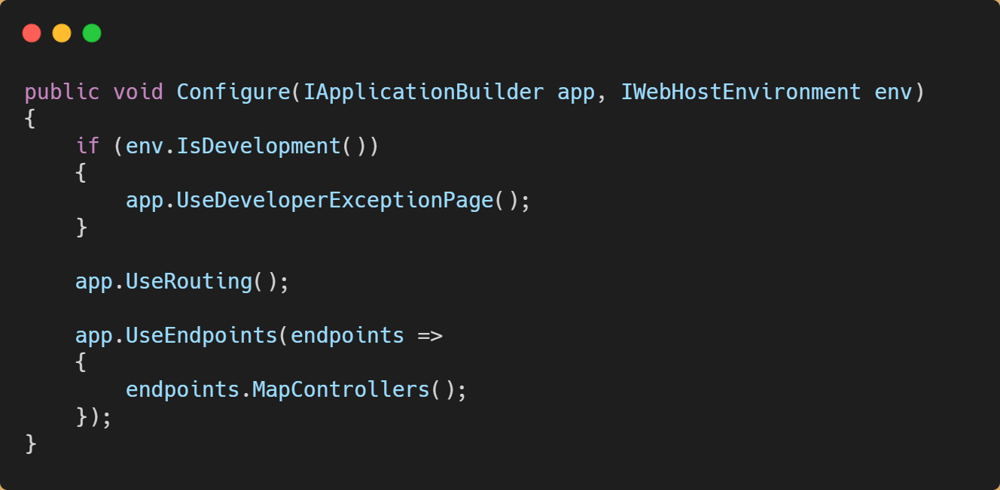 public void Configure(IApplicationBuilder app, IWebHostEnvironment env)
{
    if (env.IsDevelopment())
    {
        app.UseDeveloperExceptionPage();
    }

    app.UseRouting();

    app.UseEndpoints(endpoints =>
    {
        endpoints.MapControllers();
    });
}